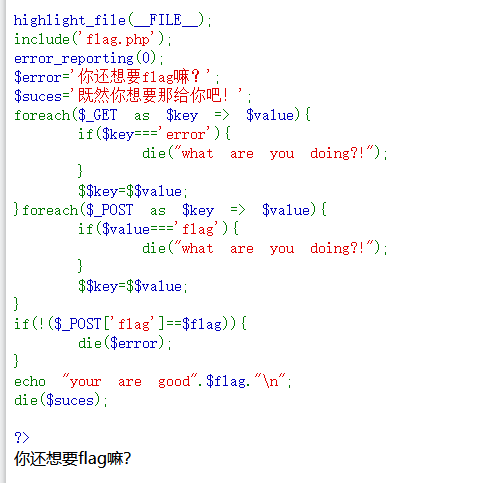 highlight_file(__FILE__);
include('flag.php');
error_reporting(0);
$error='你还想要flag嘛？';
$suces='既然你想要那给你吧！';
foreach($_GET as $key => $value){
if($key==='error'){
die("what are you doing?!");
}
$$key=$$value;
}foreach($_POST as $key => $value){
if($value==='flag'){
die("what are you doing?!");
}
$$key=$$value;
}
if(!($_POST['flag']==$flag)){
die($error);
}
echo "your are good".$flag."\n";
die($suces);
?>
你还想要flag嘛？